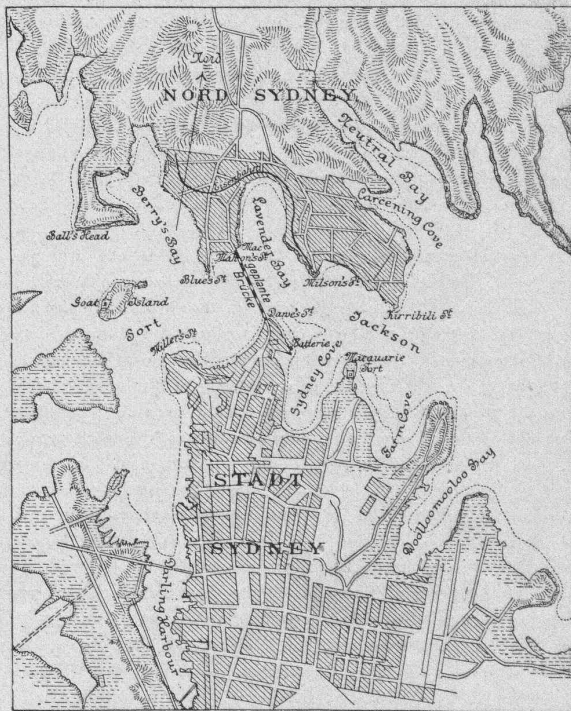 Nord
NORD SYDNEY
Neutral Bay
Carcening Cove
Berry's Bay
Lavender Bay
Ball's Head
Mac
Mahon's Pt.
geplante
Brücke
Blue's Pt.
Milson's Pt.
Kirribili Pt.
Goat Island
Port
Jackson
Dawe's Pt.
Batterie
Miller's Pt.
Sydney Cove
Macquarie
Fort
Farm Cove
STADT
SYDNEY
Woolloomooloo Bay
Darling Harbour